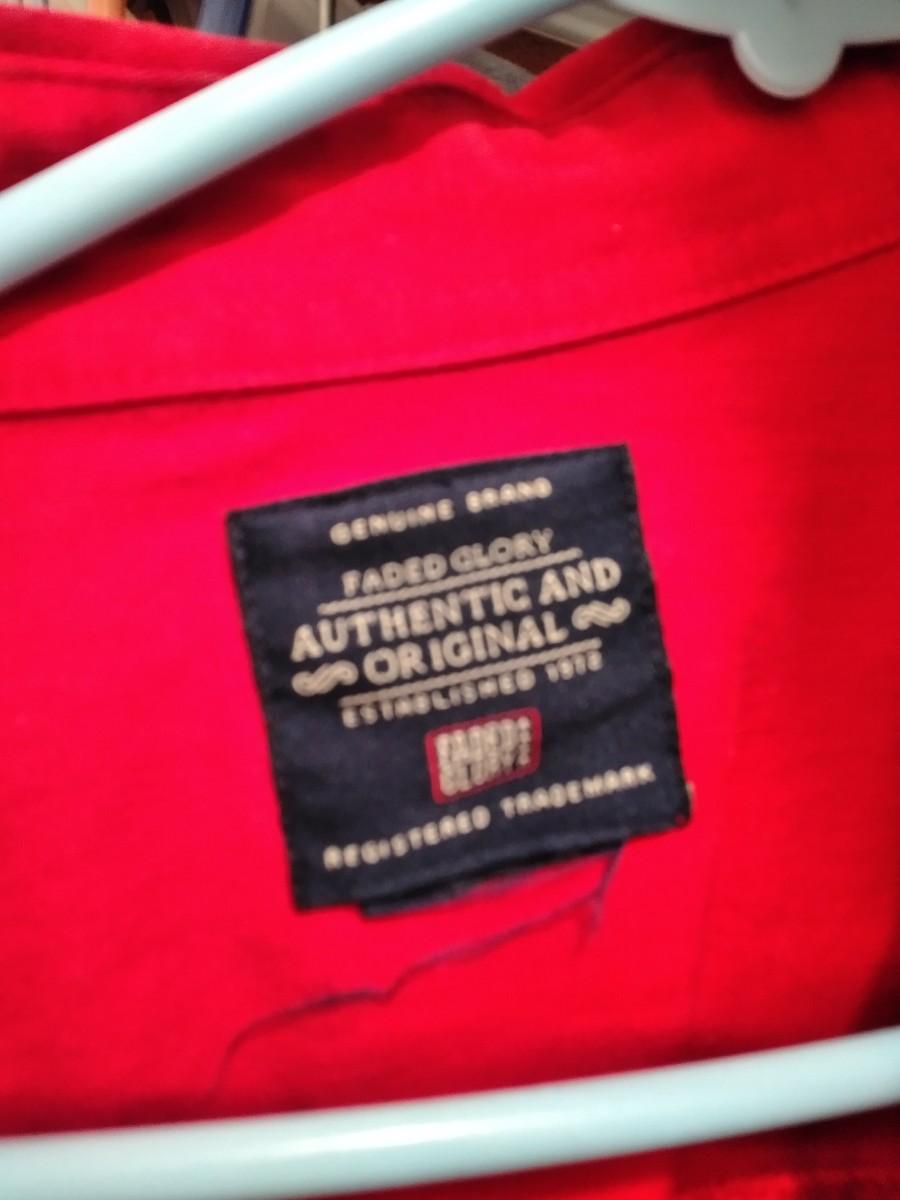 GENUINE BRAND
FADED GLORY
AUTHENTIC AND
ORIGINAL
ESTABLISHED 1972
FADED
GLORY
REGISTERED TRADEMARK